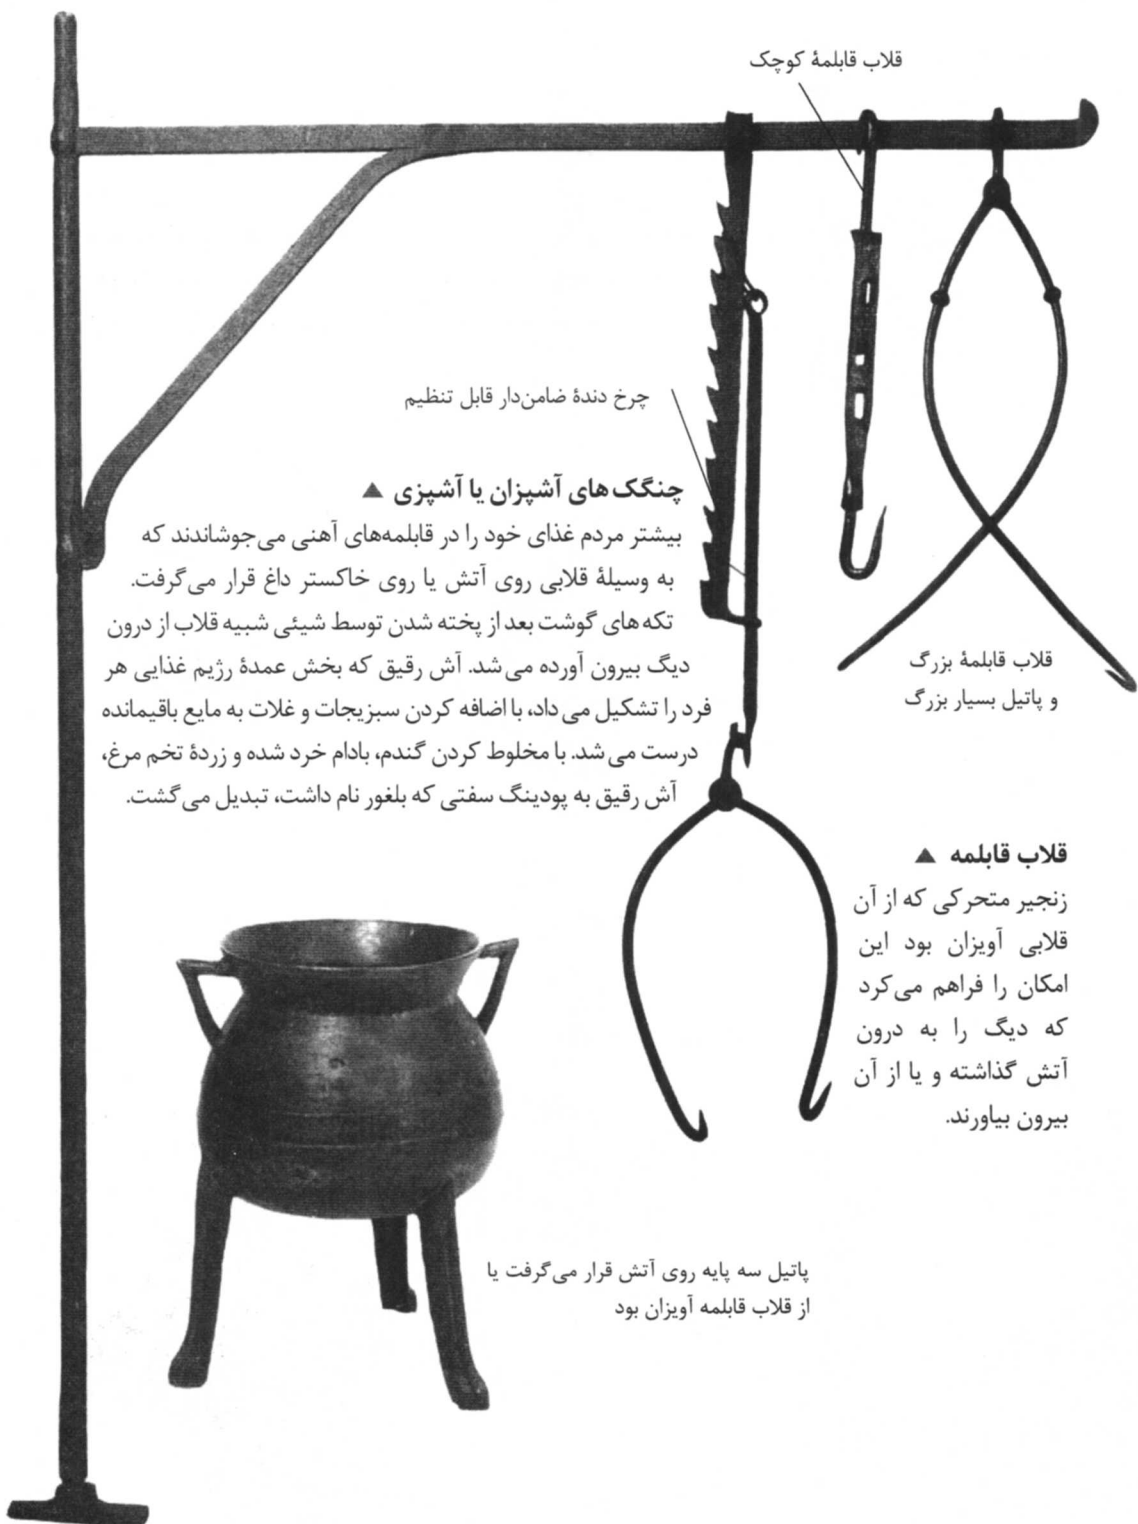 قلاب قابلمهٔ کوچک
چرخ دندهٔ ضامن‌دار قابل تنظیم
چنگک‌های آشپزان یا آشپزی ▲
بیشتر مردم غذای خود را در قابلمه‌های آهنی می‌جوشاندند که
به وسیلهٔ قلابی روی آتش یا روی خاکستر داغ قرار می‌گرفت.
تکه‌های گوشت بعد از پخته شدن توسط شیئی شبیه قلاب از درون
دیگ بیرون آورده می‌شد. آش رقیق که بخش عمدهٔ رژیم غذایی هر
فرد را تشکیل می‌داد، با اضافه کردن سبزیجات و غلات به مایع باقیمانده
درست می‌شد. با مخلوط کردن گندم، بادام خرد شده و زردهٔ تخم مرغ،
آش رقیق به پودینگ سفتی که بلغور نام داشت، تبدیل می‌گشت.
قلاب قابلمهٔ بزرگ
و پاتیل بسیار بزرگ
قلاب قابلمه ▲
زنجیر متحرکی که از آن
قلابی آویزان بود این
امکان را فراهم می‌کرد
که دیگ را به درون
آتش گذاشته و یا از آن
بیرون بیاورند.
پاتیل سه پایه روی آتش قرار می‌گرفت یا
از قلاب قابلمه آویزان بود